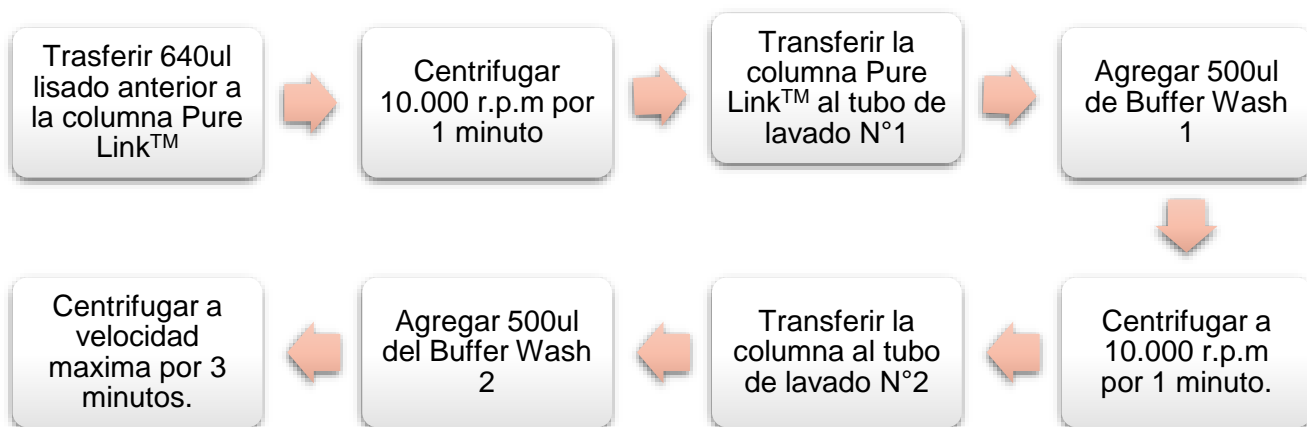 Trasferir 640ul
lisado anterior a
la columna Pure
Link™
Centrifugar
10.000 r.p.m por
1 minuto
Transferir la
columna Pure
Link™ al tubo de
lavado N°1
Agregar 500ul
de Buffer Wash
1
Centrifugar a
10.000 r.p.m
por 1 minuto.
Transferir la
columna al tubo
de lavado N°2
Agregar 500ul
del Buffer Wash
2
Centrifugar a
velocidad
maxima por 3
minutos.